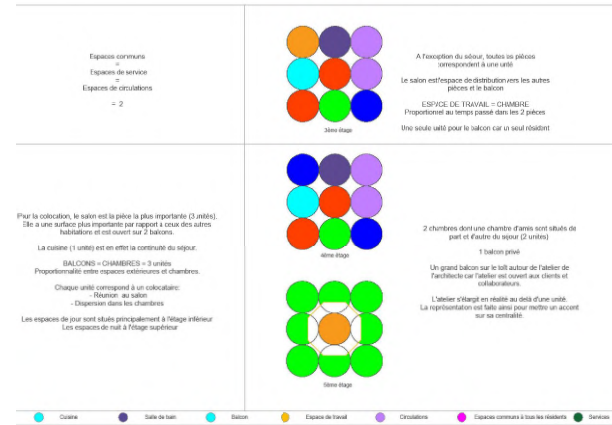 Espaces communs
=
Espaces de service
=
Espaces de circulations
= 2
3ème étage
A l'exception du séjour, toutes les pièces
correspondent à une unité
Le salon est l'espace de distribution vers les autres
pièces et le balcon
ESPACE DE TRAVAIL = CHAMBRE
Proportionnel au temps passé dans les 2 pièces
Une seule unité pour le balcon car un seul résident
Pour la colocation, le salon est la pièce la plus importante (3 unités).
Elle a une surface plus importante par rapport à ceux des autres
habitations et est ouvert sur 2 balcons.
La cuisine (1 unité) est en effet la continuité du séjour.
BALCONS = CHAMBRES = 3 unités
Proportionnalité entre espaces extérieures et chambres.
Chaque unité correspond à un colocataire:
- Réunion au salon
- Dispersion dans les chambres
Les espaces de jour sont situés principalement à l'étage inférieur
Les espaces de nuit à l'étage supérieur
4ème étage
5ème étage
2 chambres dont une chambre d'amis sont situés de
part et d'autre du séjour (2 unités)
1 balcon privé
Un grand balcon sur le toit autour de l'atelier de
l'architecte car l'atelier est ouvert aux clients et
collaborateurs.
L'atelier s'élargit en réalité au delà d'une unité.
La représentation est faite ainsi pour mettre un accent
sur sa centralité.
Cuisine
Salle de bain
Balcon
Espace de travail
Circulations
Espaces communs à tous les résidents
Services